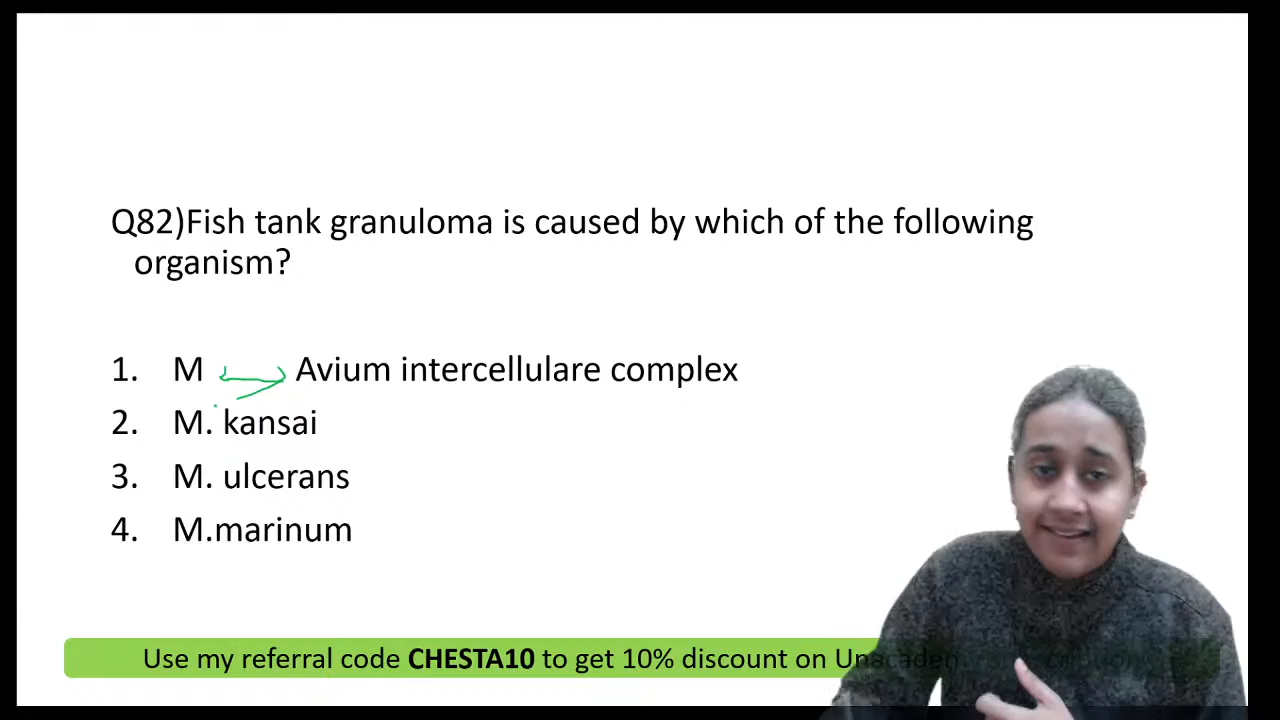 Q82)Fish tank granuloma is caused by which of the following
organism?
1. M Avium intercellulare complex
2. M. kansai
3. M. ulcerans
4. M.marinum
Use my referral code CHESTA10 to get 10% discount on